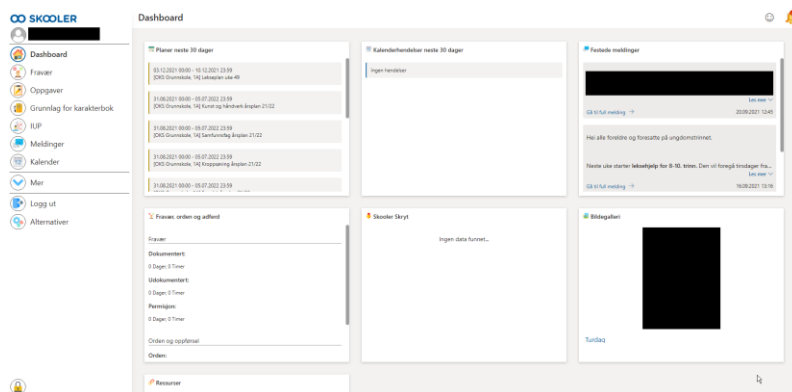 SKOOLER
Dashboard
Dashboard
Fravær
Oppgaver
Grunnlag for karakterbok
IUP
Meldinger
Kalender
Mer
Logg ut
Alternativer
Planer neste 30 dager
03.12.2021 00:00 - 10.12.2021 23:59
[OKS Grunnskole, 1A] Lekseplan uke 49
31.08.2021 00:00 - 05.07.2022 23:59
[OKS Grunnskole, 1A] Kunst og håndverk årsplan 21/22
31.08.2021 00:00 - 05.07.2022 23:59
[OKS Grunnskole, 1A] Samfunnsfag årsplan 21/22
31.08.2021 00:00 - 05.07.2022 23:59
[OKS Grunnskole, 1A] Kroppsøving årsplan 21/22
31.08.2021 00:00 - 05.07.2022 23:59
Kalenderhendelser neste 30 dager
Ingen hendelser
Festede meldinger
Les mer
Gå til full melding → 20.09.2021 12:45
Hei alle foreldre og foresatte på ungdomstrinnet.
Neste uke starter leksehjelp for 8-10. trinn. Den vil foregå tirsdager fra...
Les mer
Gå til full melding → 16.09.2021 13:16
Fravær, orden og adferd
Fravær
Dokumentert:
0 Dager, 0 Timer
Udokumentert:
0 Dager, 0 Timer
Permisjon:
0 Dager, 0 Timer
Orden og oppførsel
Orden:
Skooler Skryt
Ingen data funnet...
Bildegalleri
Turdag
Ressurser